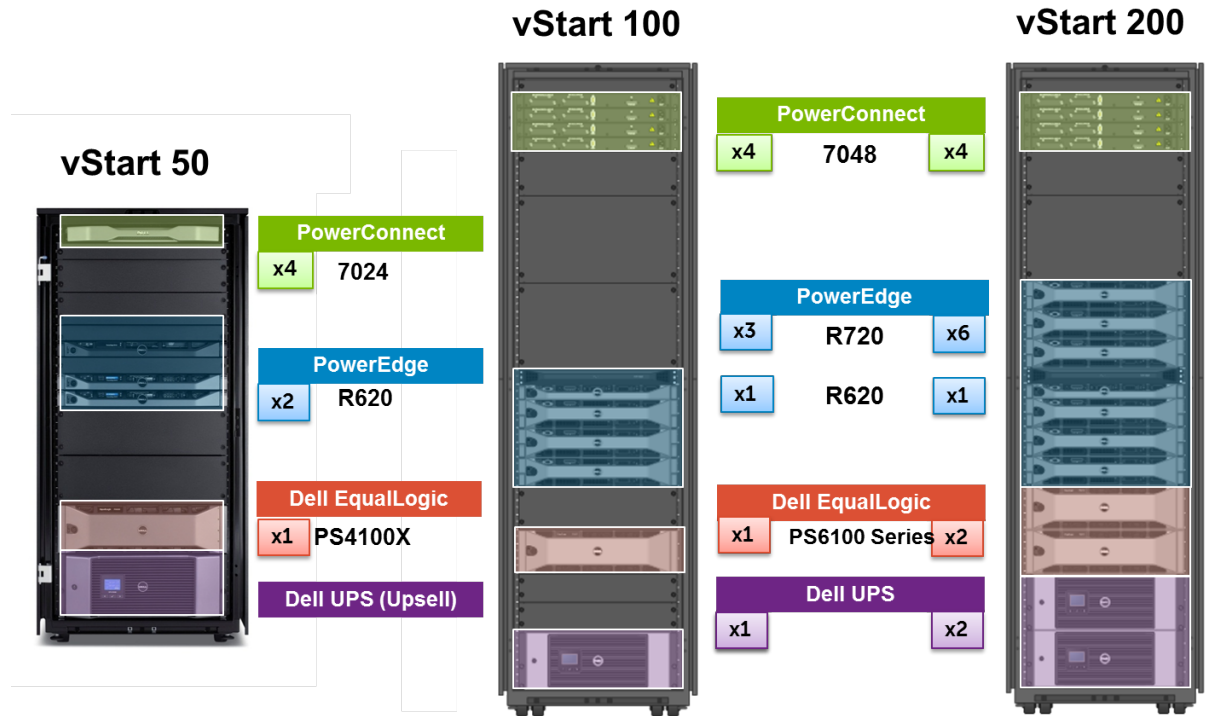 vStart 50
PowerConnect
x4 7024
PowerEdge
x2 R620
Dell EqualLogic
x1 PS4100X
Dell UPS (Upsell)
vStart 100
vStart 200
PowerConnect
x4 7048 x4
PowerEdge
x3 R720 x6
x1 R620 x1
Dell EqualLogic
x1 PS6100 Series x2
Dell UPS
x1 x2